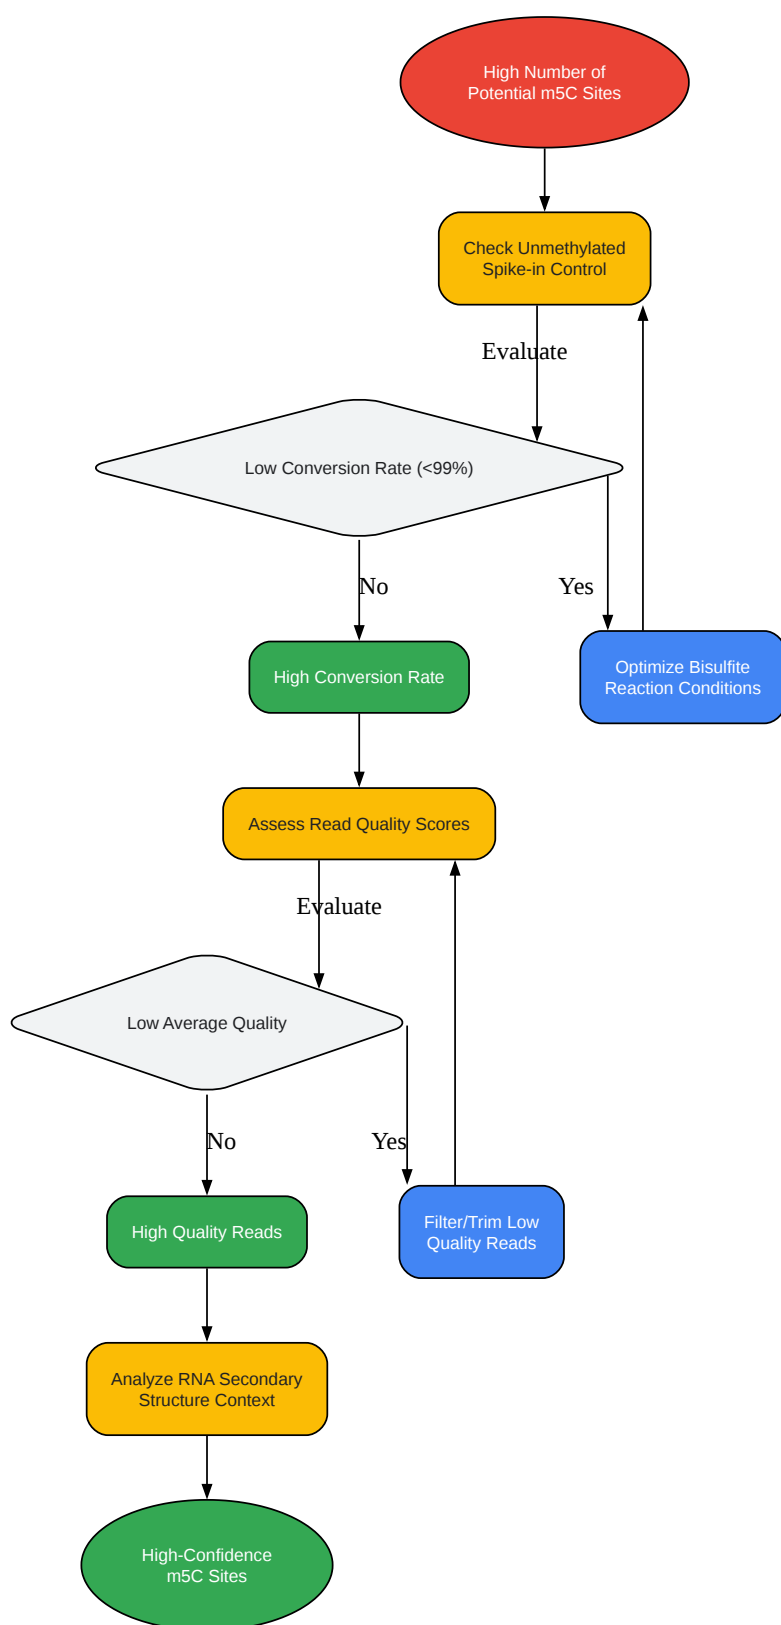 High Number of
Potential m5C Sites
Check Unmethylated
Spike-in Control
Evaluate
Low Conversion Rate (<99%)
No
Yes
High Conversion Rate
Optimize Bisulfite
Reaction Conditions
Assess Read Quality Scores
Evaluate
Low Average Quality
No
Yes
High Quality Reads
Filter/Trim Low
Quality Reads
Analyze RNA Secondary
Structure Context
High-Confidence
m5C Sites